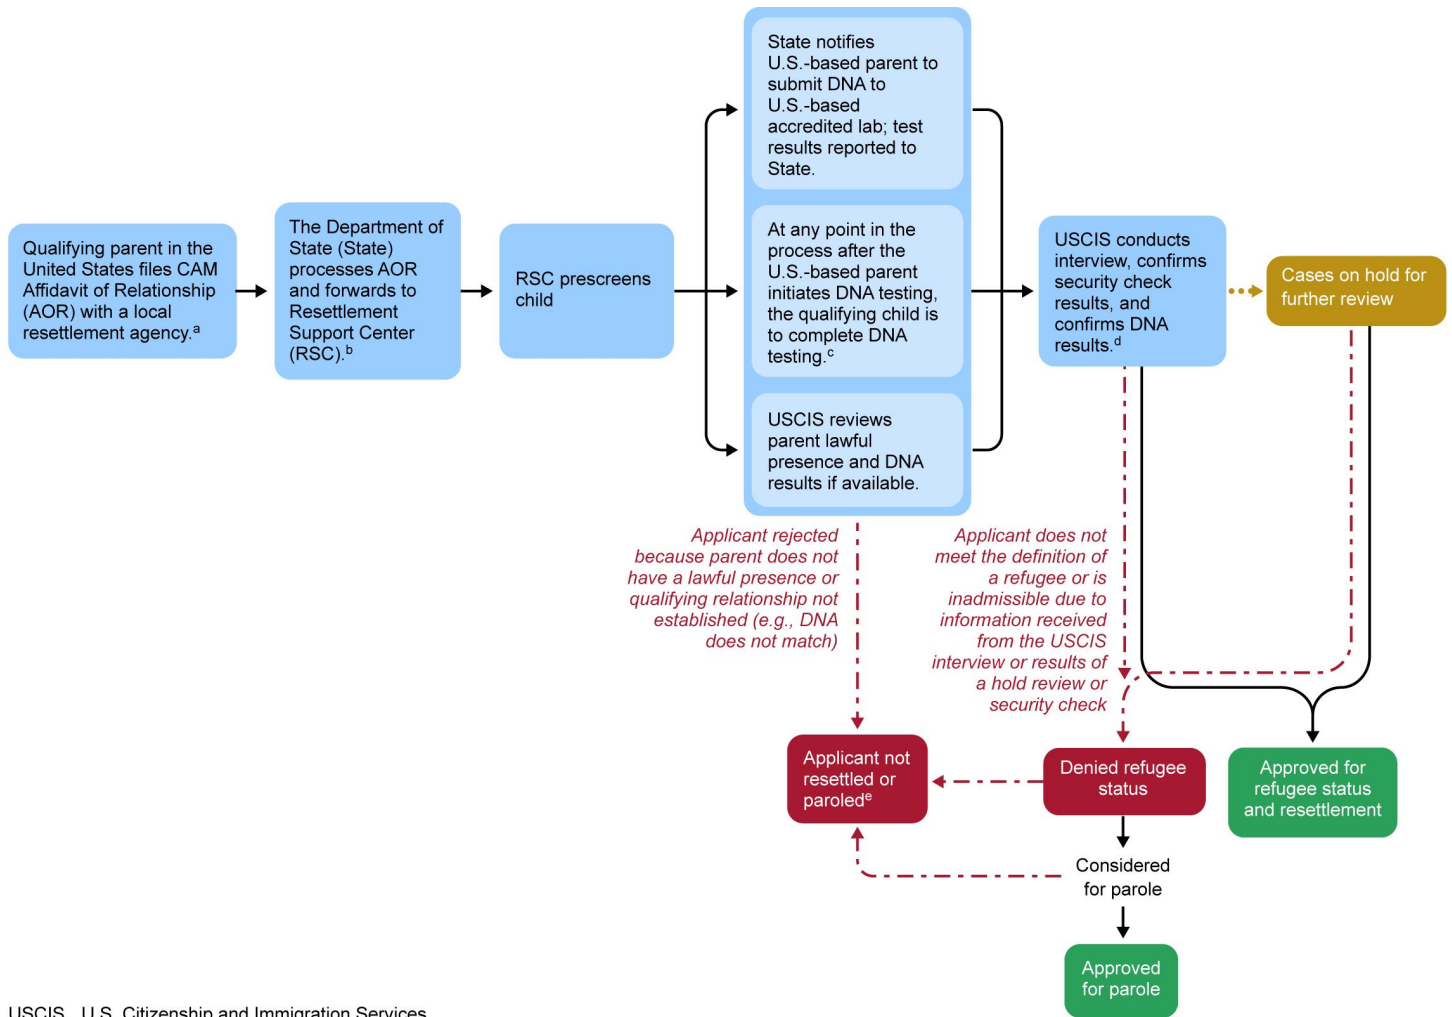 Qualifying parent in the
United States files CAM
Affidavit of Relationship
(AOR) with a local
resettlement agency.a
The Department of
State (State)
processes AOR
and forwards to
Resettlement
Support Center
(RSC).b
RSC prescreens
child
State notifies
U.S.-based parent to
submit DNA to
U.S.-based
accredited lab; test
results reported to
State.
At any point in the
process after the
U.S.-based parent
initiates DNA testing,
the qualifying child is
to complete DNA
testing.c
USCIS reviews
parent lawful
presence and DNA
results if available.
USCIS conducts
interview, confirms
security check
results, and
confirms DNA
results.d
Cases on hold for
further review
Applicant rejected
because parent does not
have a lawful presence or
qualifying relationship not
established (e.g., DNA
does not match)
Applicant does not
meet the definition of
a refugee or is
inadmissible due to
information received
from the USCIS
interview or results of
a hold review or
security check
Applicant not
resettled or
paroled e
Denied refugee
status
Approved for
refugee status
and resettlement
Considered
for parole
Approved
for parole
USCIS U.S. Citizenship and Immigration Services